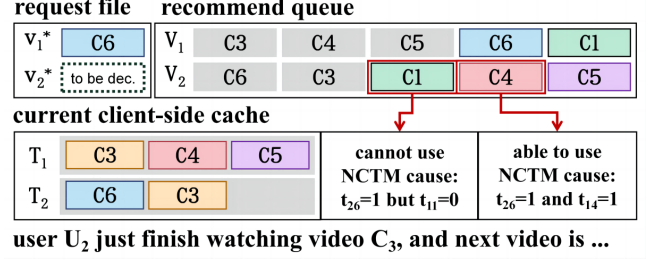 request file recommend queue
v₁* C6 V₁ C3 C4 C5 C6 C1
v₂* to be dec. V₂ C6 C3 C1 C4 C5
current client-side cache
T₁ C3 C4 C5
T₂ C6 C3
cannot use
NCTM cause:
t₂₆=1 but t₁₁=0
able to use
NCTM cause:
t₂₆=1 and t₁₄=1
user U₂ just finish watching video C₃, and next video is ...